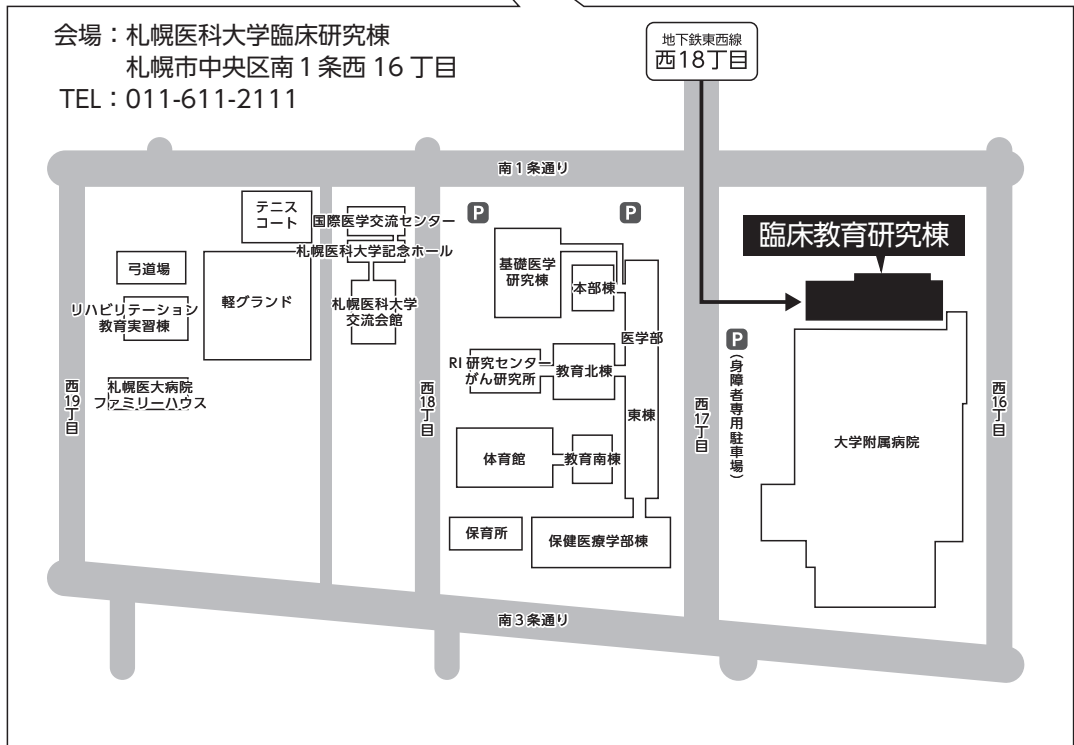 会場：札幌医科大学臨床研究棟
札幌市中央区南1条西16丁目
TEL：011-611-2111
地下鉄東西線
西18丁目
南1条通り
テニス
コート
国際医学交流センター
札幌医科大学記念ホール
P
P
臨床教育研究棟
弓道場
リハビリテーション
教育実習棟
軽グランド
札幌医科大学
交流会館
基礎医学
研究棟
本部棟
医学部
東棟
P
(身障者専用駐車場)
RI研究センター
がん研究所
教育北棟
札幌医大病院
ファミリーハウス
西19丁目
西18丁目
西17丁目
西16丁目
大学附属病院
体育館
教育南棟
保育所
保健医療学部棟
南3条通り